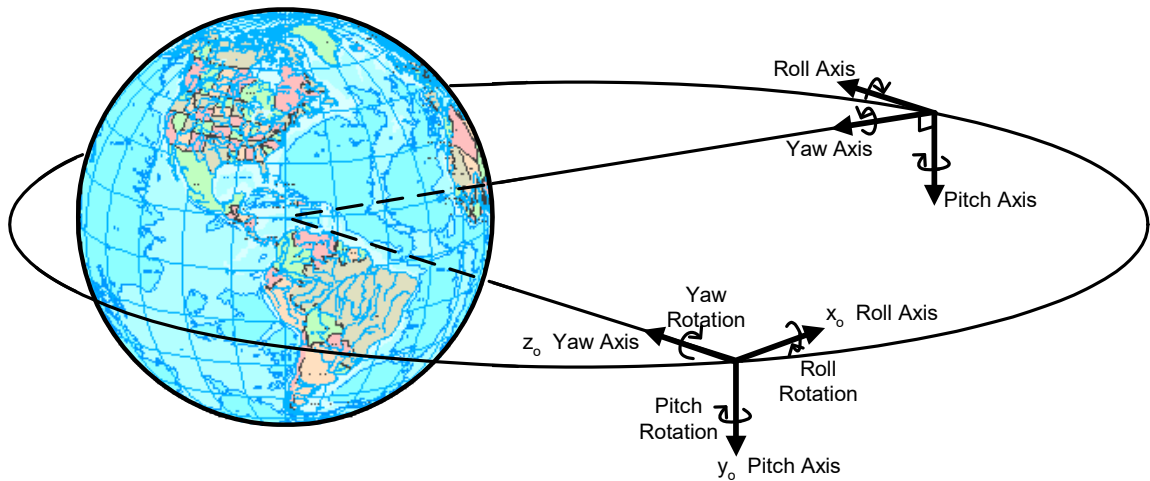 Roll Axis
Yaw Axis
Pitch Axis
Yaw
Rotation
xo Roll Axis
zo Yaw Axis
Roll
Rotation
Pitch
Rotation
yo Pitch Axis